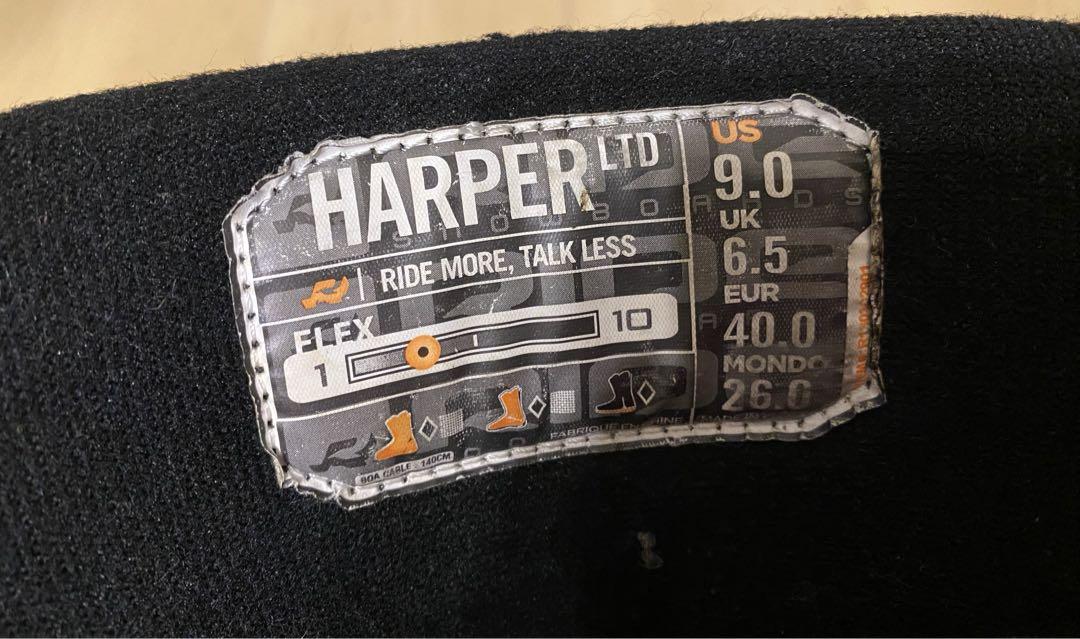 HARPER LTD
SNOWBOARDS
RIDE MORE, TALK LESS
FLEX
1
10
BOA CABLE - 140CM
US
9.0
UK
6.5
EUR
40.0
MONDO
26.0